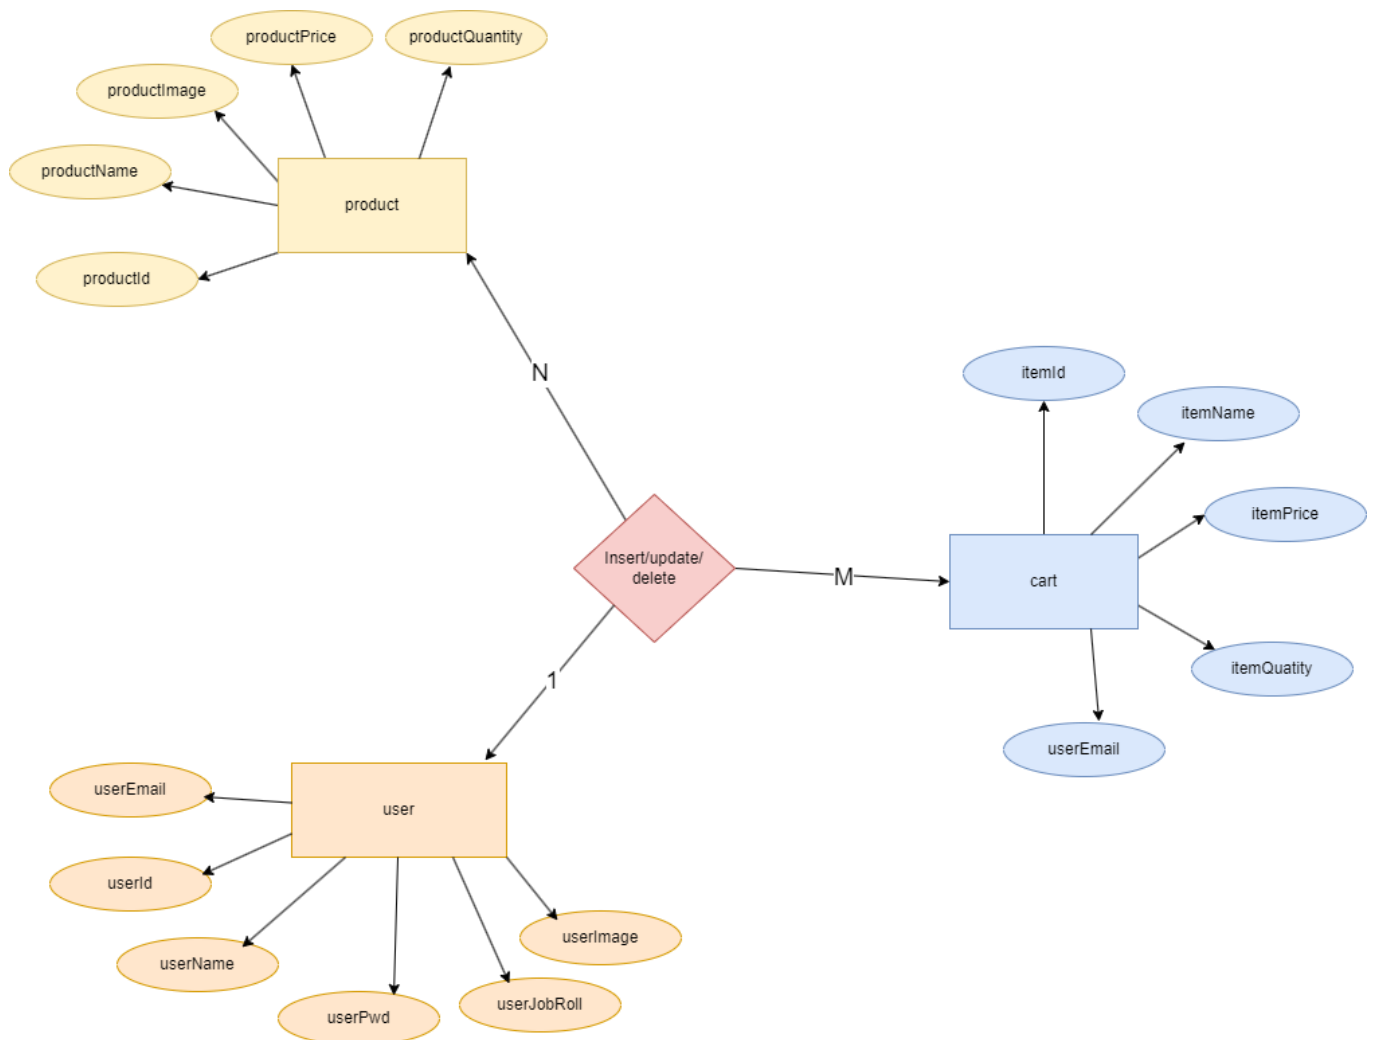 productPrice
productQuantity
productImage
productName
product
productId
N
itemId
itemName
itemPrice
Insert/update/
delete
M
cart
itemQuatity
1
userEmail
userEmail
user
userId
userImage
userName
userJobRoll
userPwd